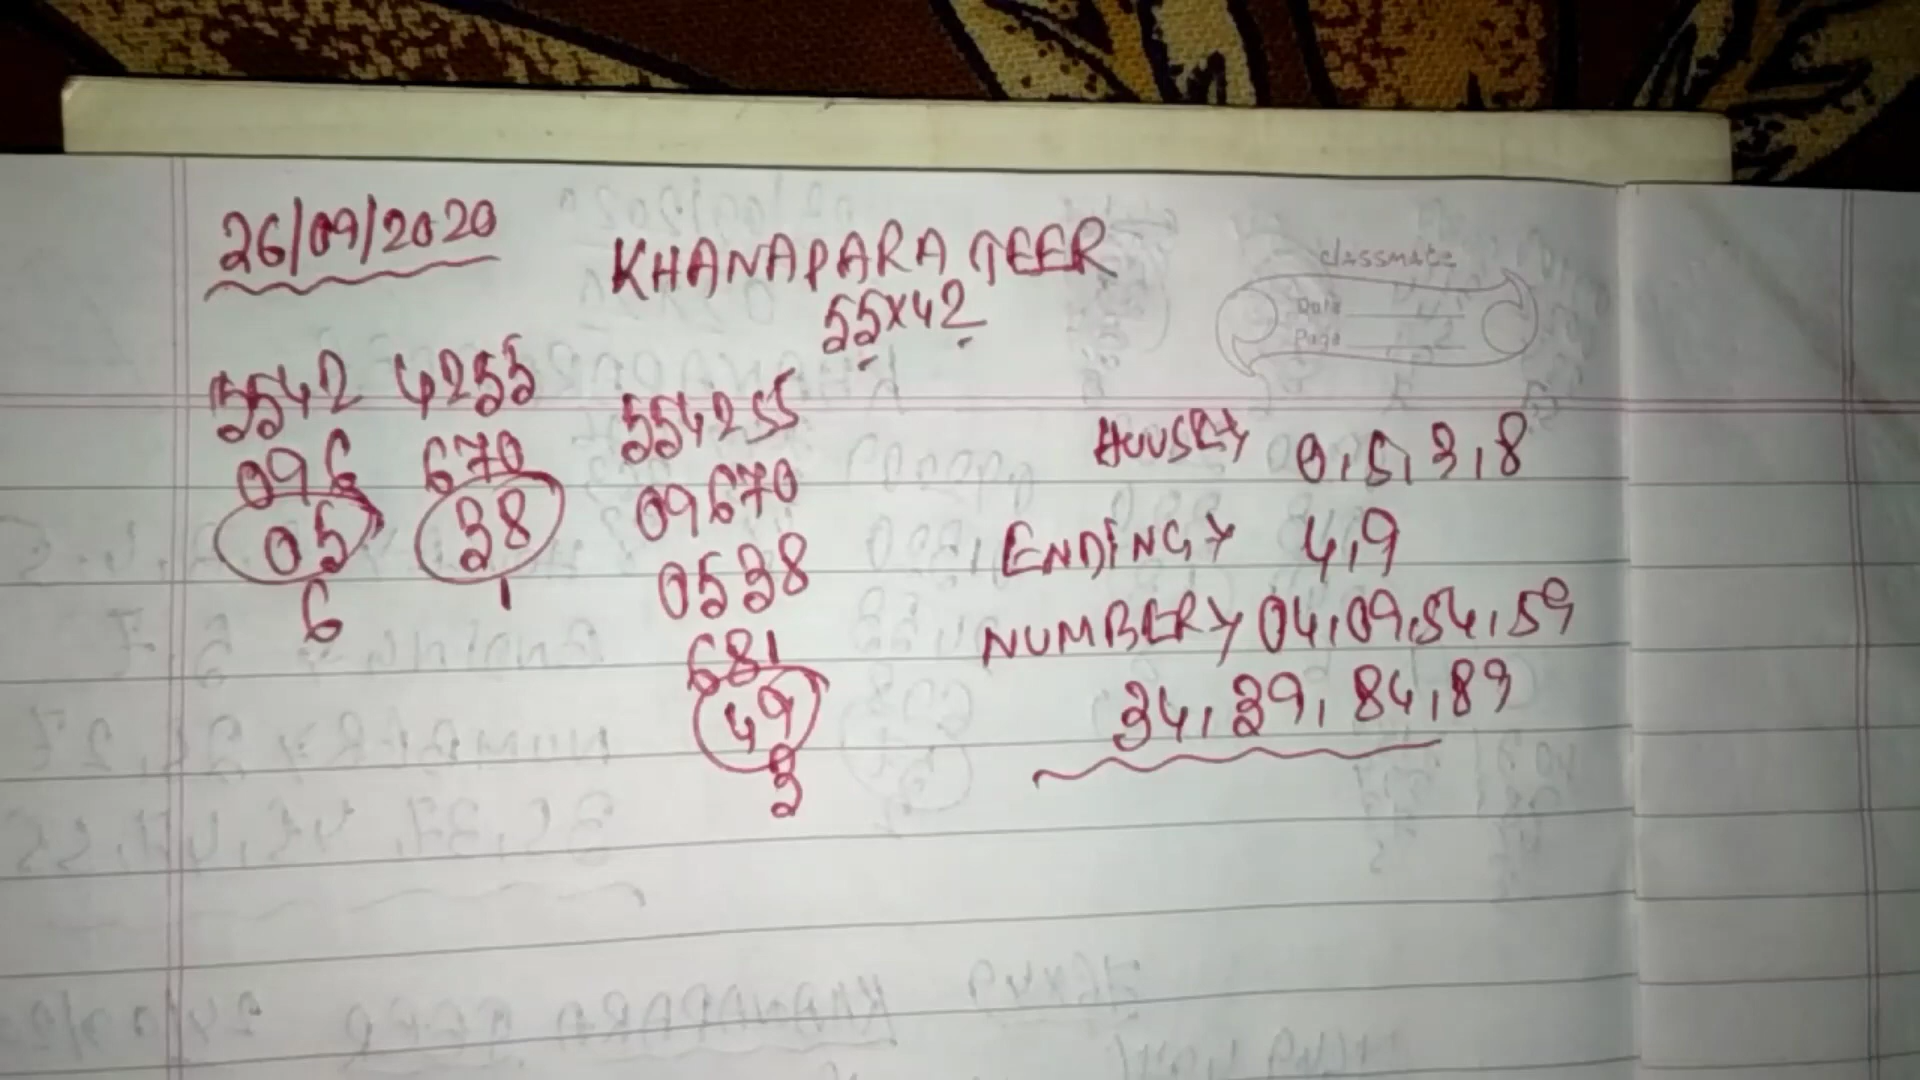 26/09/2020
KHANAPARA TEER
55x42
classmate
Date
Page
5542 4255
096 670
05 38
6 1
554255
09670
0538
681
49
3
HOUSE> 0,5,3,8
ENDING> 4,9
NUMBER> 04,09,54,59
34,39,84,89